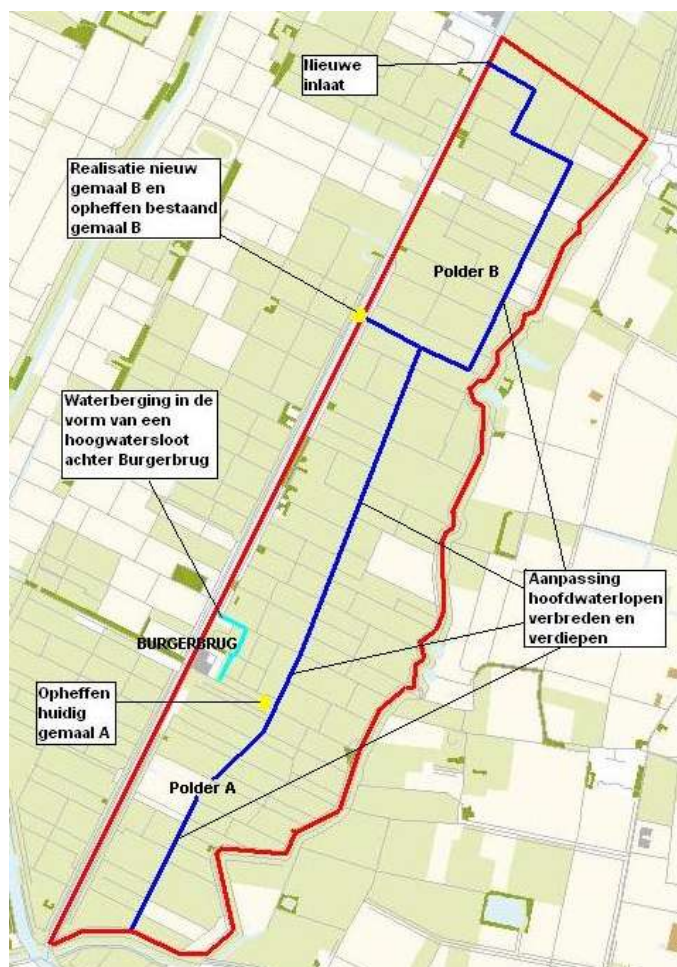 Nieuwe
inlaat
Realisatie nieuw
gemaal B en
opheffen bestaand
gemaal B
Polder B
Waterberging in de
vorm van een
hoogwatersloot
achter Burgerbrug
Aanpassing
hoofdwaterlopen
verbreden en
verdiepen
BURGERBRUG
Opheffen
huidig
gemaal A
Polder A